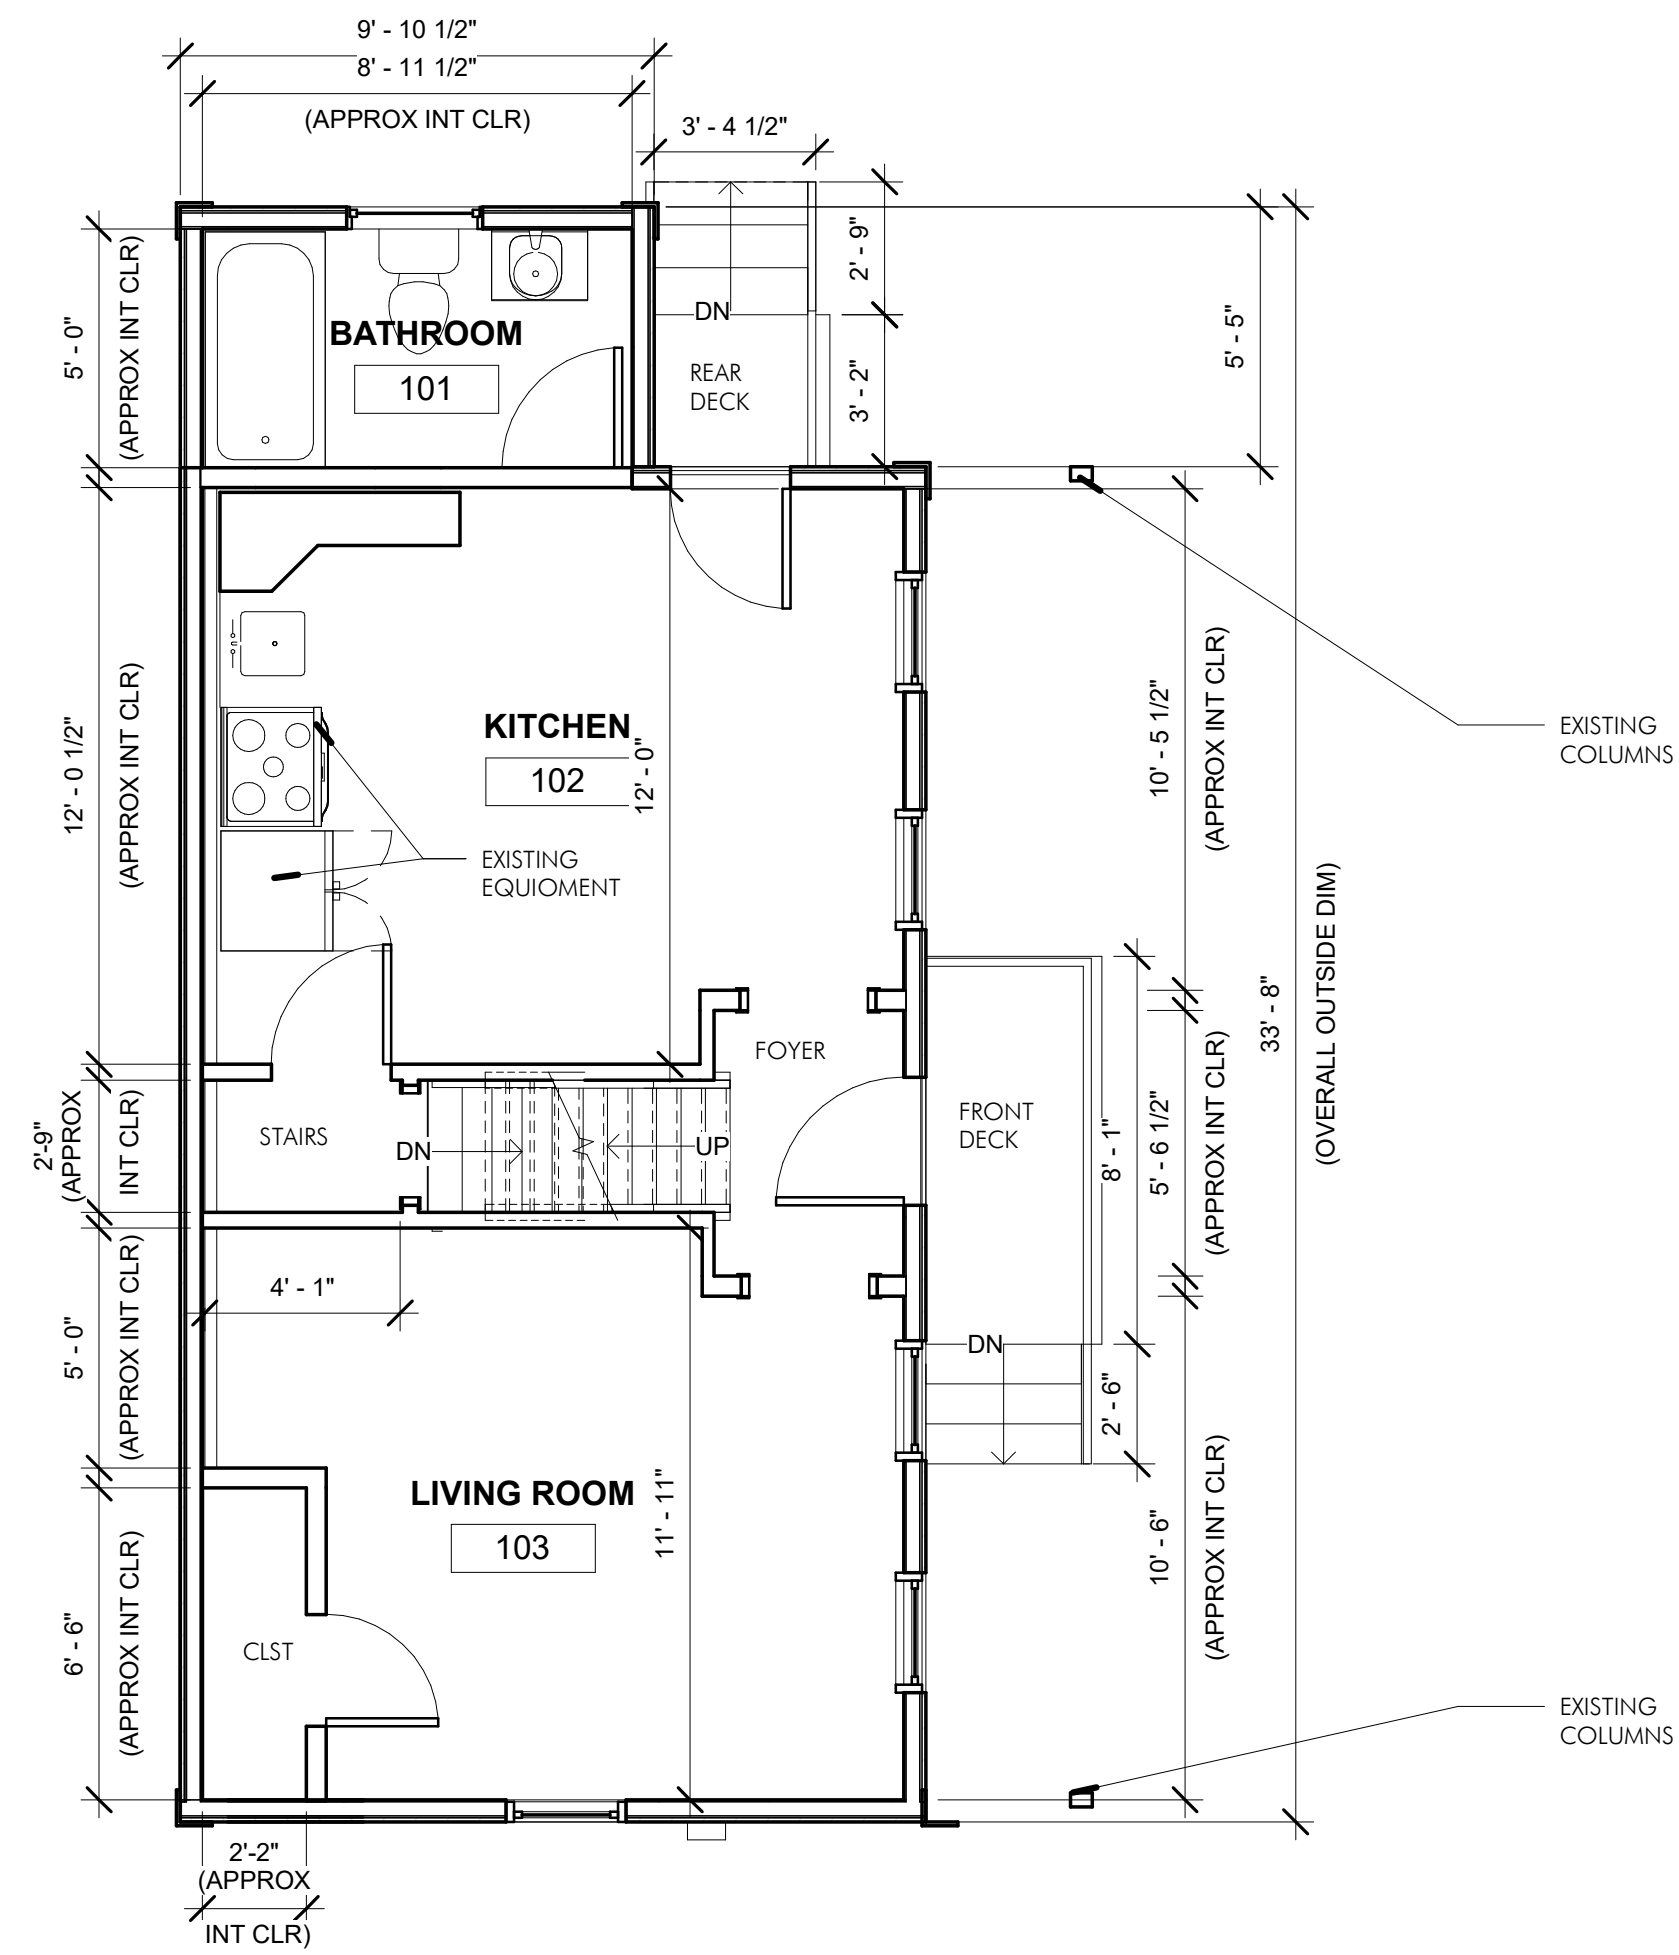 9' - 10 1/2"
8' - 11 1/2"
(APPROX INT CLR)
3' - 4 1/2"
5' - 0"
(APPROX INT CLR)
BATHROOM
101
DN
REAR
DECK
2' - 9"
3' - 2"
5' - 5"
12' - 0 1/2"
(APPROX INT CLR)
KITCHEN
102
12' - 0"
EXISTING
EQUIOMENT
10' - 5 1/2"
(APPROX INT CLR)
EXISTING
COLUMNS
33' - 8"
(OVERALL OUTSIDE DIM)
FOYER
2'-9"
(APPROX
INT CLR)
STAIRS
DN
UP
FRONT
DECK
8' - 1"
5' - 6 1/2"
(APPROX INT CLR)
5' - 0"
(APPROX INT CLR)
4' - 1"
DN
2' - 6"
LIVING ROOM
103
11' - 11"
10' - 6"
(APPROX INT CLR)
6' - 6"
(APPROX INT CLR)
CLST
EXISTING
COLUMNS
2'-2"
(APPROX
INT CLR)